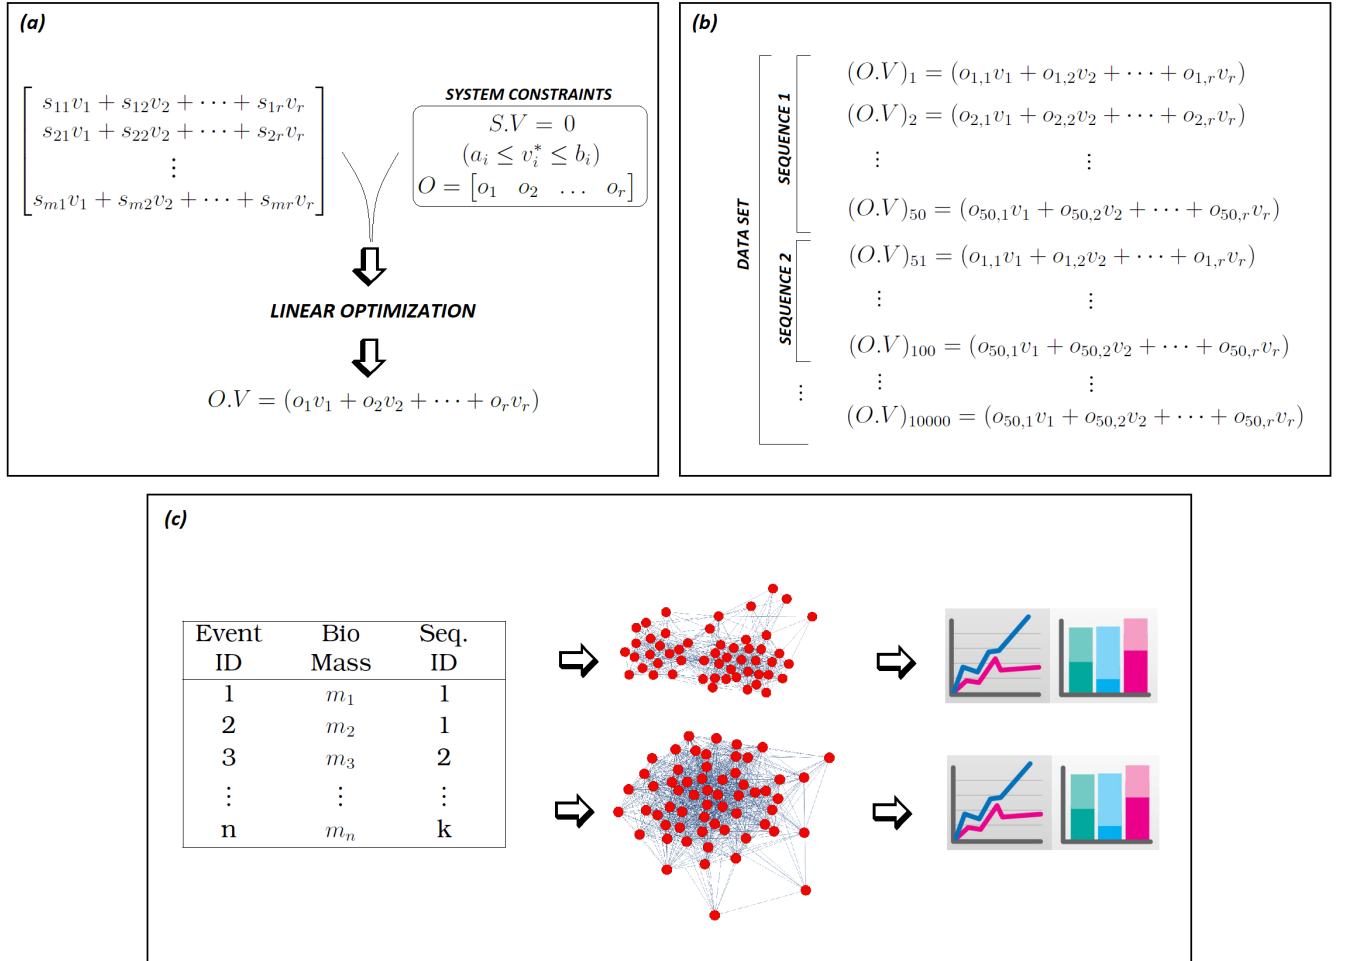 (a)
s₁₁v₁ + s₁₂v₂ + ⋯ + s₁ᵣvᵣ
s₂₁v₁ + s₂₂v₂ + ⋯ + s₂ᵣvᵣ
⋮
sₘ₁v₁ + sₘ₂v₂ + ⋯ + sₘᵣvᵣ
SYSTEM CONSTRAINTS
S.V = 0
(aᵢ ≤ vᵢ* ≤ bᵢ)
O = [o₁ o₂ … oᵣ]
LINEAR OPTIMIZATION
O.V = (o₁v₁ + o₂v₂ + ⋯ + oᵣvᵣ)
(b)
DATA SET
SEQUENCE 1
(O.V)₁ = (o₁,₁v₁ + o₁,₂v₂ + ⋯ + o₁,ᵣvᵣ)
(O.V)₂ = (o₂,₁v₁ + o₂,₂v₂ + ⋯ + o₂,ᵣvᵣ)
⋮ ⋮
(O.V)₅₀ = (o₅₀,₁v₁ + o₅₀,₂v₂ + ⋯ + o₅₀,ᵣvᵣ)
SEQUENCE 2
(O.V)₅₁ = (o₁,₁v₁ + o₁,₂v₂ + ⋯ + o₁,ᵣvᵣ)
⋮ ⋮
(O.V)₁₀₀ = (o₅₀,₁v₁ + o₅₀,₂v₂ + ⋯ + o₅₀,ᵣvᵣ)
⋮ ⋮ ⋮
(O.V)₁₀₀₀₀ = (o₅₀,₁v₁ + o₅₀,₂v₂ + ⋯ + o₅₀,ᵣvᵣ)
(c)
Event Bio Seq.
ID Mass ID
1 m₁ 1
2 m₂ 1
3 m₃ 2
⋮ ⋮ ⋮
n mₙ k